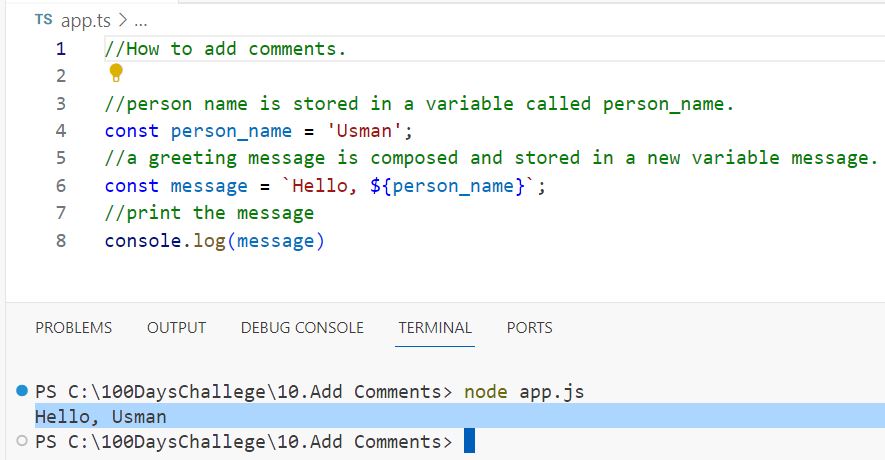 TS app.ts > ...
1 //How to add comments.
2
3 //person name is stored in a variable called person_name.
4 const person_name = 'Usman';
5 //a greeting message is composed and stored in a new variable message.
6 const message = `Hello, ${person_name}`;
7 //print the message
8 console.log(message)
PROBLEMS OUTPUT DEBUG CONSOLE TERMINAL PORTS
PS C:\100DaysChallege\10.Add Comments> node app.js
Hello, Usman
PS C:\100DaysChallege\10.Add Comments>